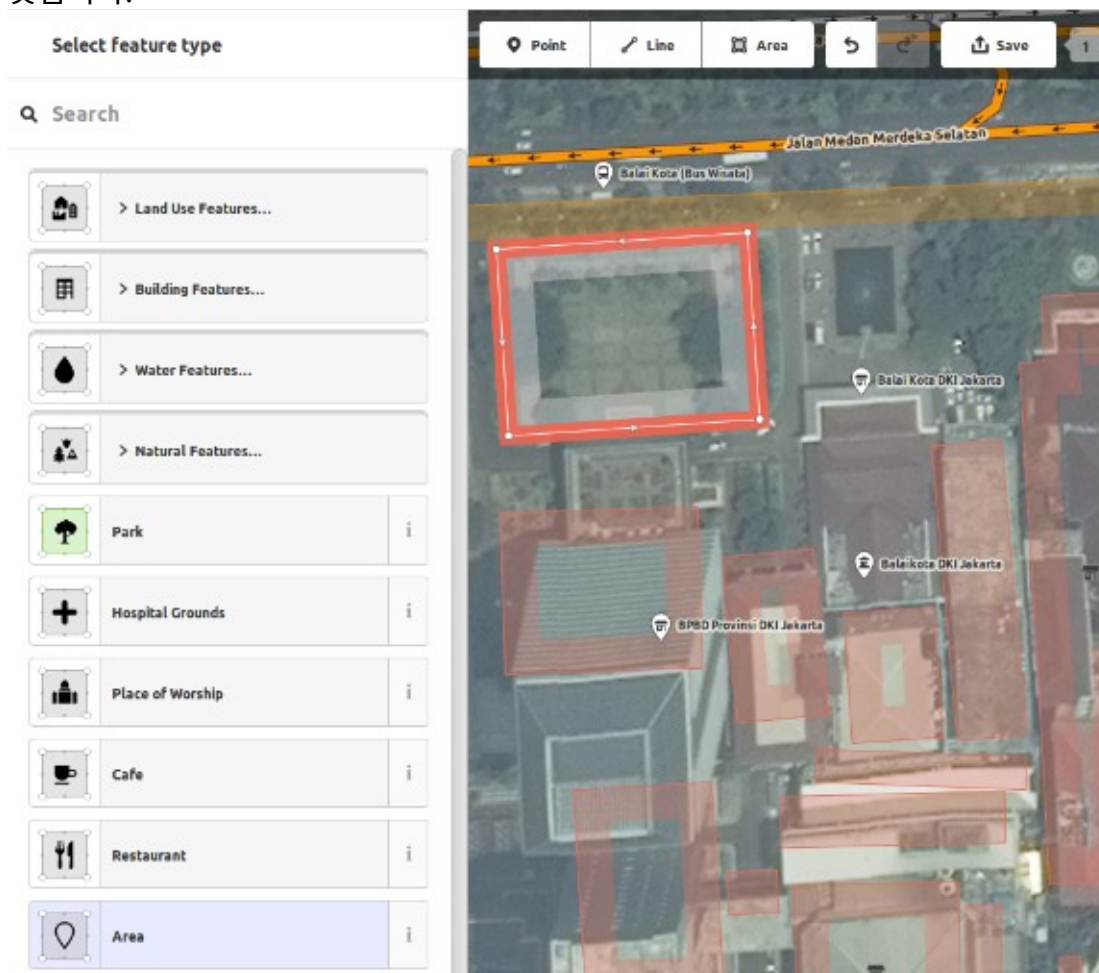 Select feature type
Point
Line
Area
Save
1
Search
> Land Use Features...
> Building Features...
> Water Features...
> Natural Features...
Park
Hospital Grounds
Place of Worship
Cafe
Restaurant
Area
Jalan Medan Merdeka Selatan
Balai Kota (Bus Wisata)
Balai Kota DKI Jakarta
Balaikota DKI Jakarta
BPBD Provinsi DKI Jakarta